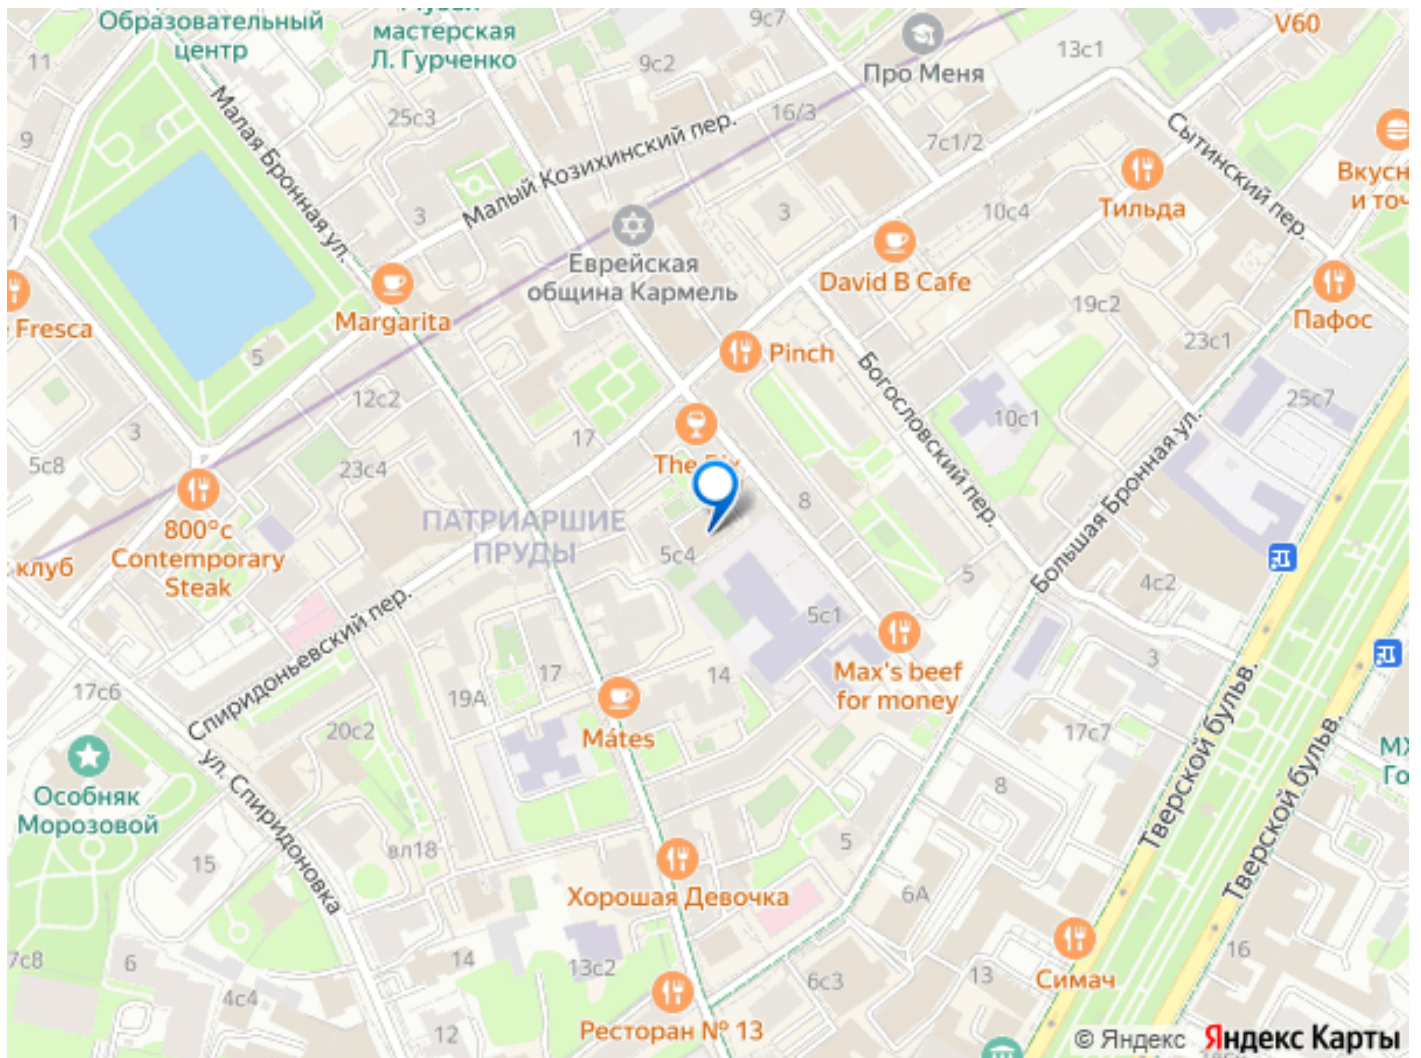 Образовательный
центр
мастерская
Л. Гурченко
9с7
V60
13с1
Про Меня
11
9с2
25с3
16/3
7с1/2
Малая Бронная ул.
Малый Козихинский пер.
Сытинский пер.
9
Вкусн
и точ
Тильда
3
3
10с4
1
Еврейская
община Кармель
David B Cafe
Margarita
19с2
Пафос
Fresca
5
Pinch
23с1
Богословский пер.
12с2
25с7
10с1
3
17
Большая Бронная ул.
5с8
23с4
The
8
800°c
Contemporary
Steak
ПАТРИАРШИЕ
ПРУДЫ
5с4
клуб
5
4с2
Спиридоньевский пер.
5с1
3
Max's beef
for money
17с6
19А
17
14
20с2
Mátes
17с7
Тверской бульв.
Тверской бульв.
ул. Спиридоновка
Особняк
Морозовой
МХ
Го
8
15
вл18
5
Хорошая Девочка
6А
7с8
6
14
13с2
16
4с4
6с3
13
Симач
12
Ресторан № 13
© Яндекс Яндекс Карты